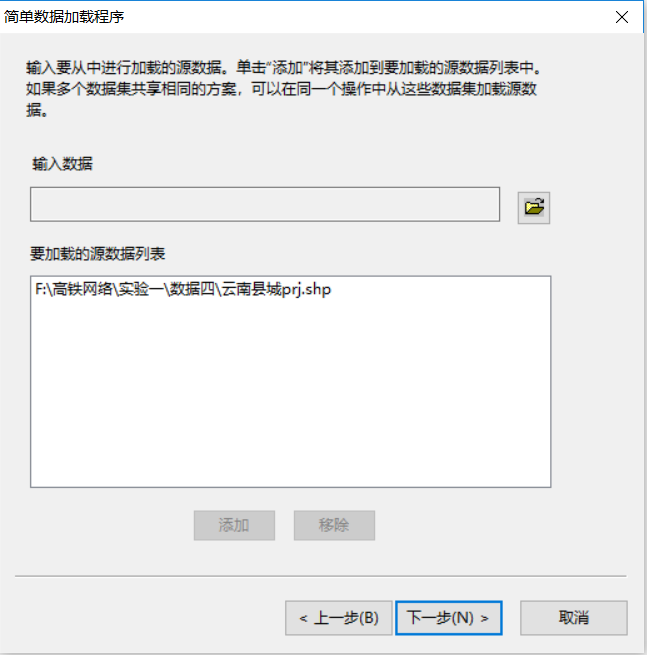 简单数据加载程序
输入要从中进行加载的源数据。单击“添加”将其添加到要加载的源数据列表中。
如果多个数据集共享相同的方案，可以在同一个操作中从这些数据集加载源数
据。
输入数据
要加载的源数据列表
F:\高铁网络\实验一\数据四\云南县城prj.shp
添加 移除
< 上一步(B) 下一步(N) > 取消